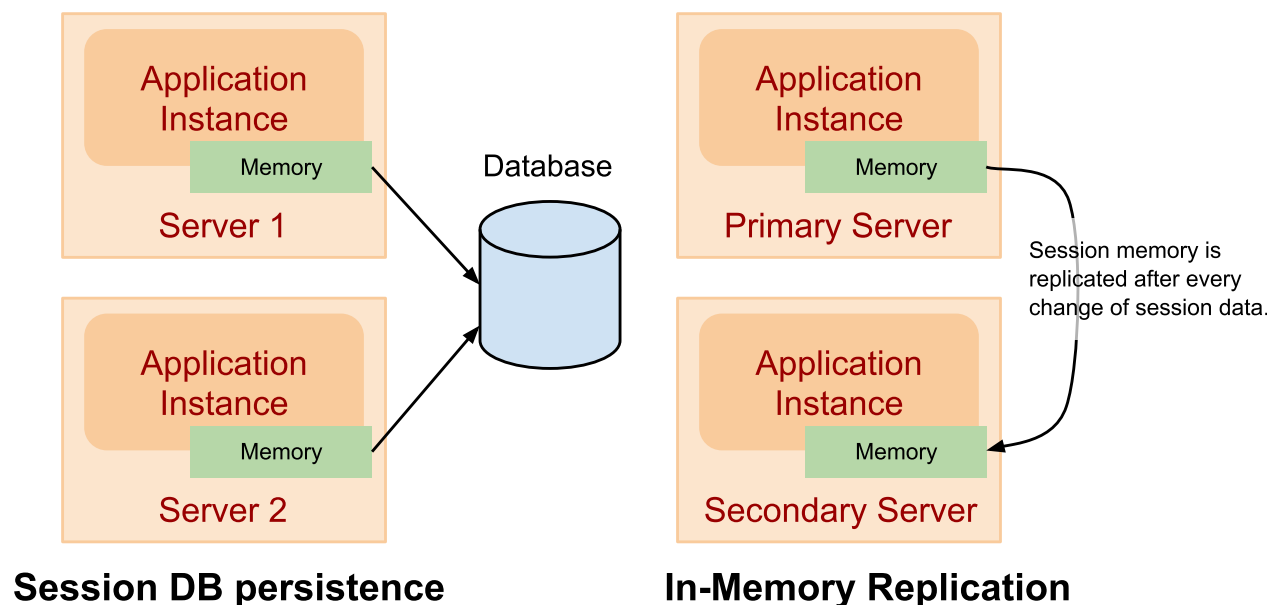 Application
Instance
Memory
Server 1
Application
Instance
Memory
Server 2
Database
Session DB persistence
Application
Instance
Memory
Primary Server
Session memory is
replicated after every
change of session data.
Application
Instance
Memory
Secondary Server
In-Memory Replication